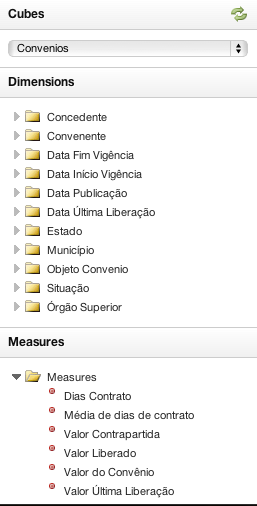 Cubes
Convenios
Dimensions
Concedente
Convenente
Data Fim Vigência
Data Início Vigência
Data Publicação
Data Última Liberação
Estado
Município
Objeto Convenio
Situação
Órgão Superior
Measures
Measures
Dias Contrato
Média de dias de contrato
Valor Contrapartida
Valor Liberado
Valor do Convênio
Valor Última Liberação